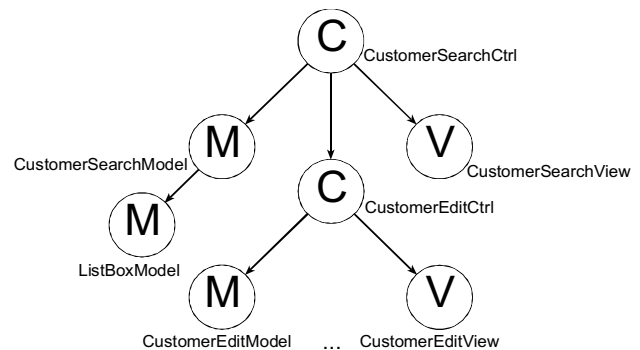 C
CustomerSearchCtrl
M
V
CustomerSearchModel
CustomerSearchView
C
M
CustomerEditCtrl
ListBoxModel
M
V
CustomerEditModel ... CustomerEditView